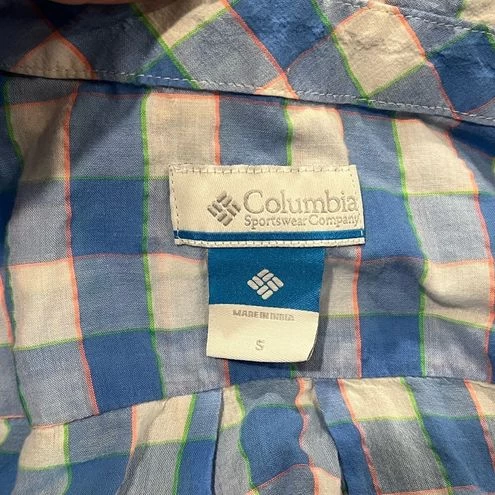 Columbia
Sportswear Company
MADE IN INDIA
S